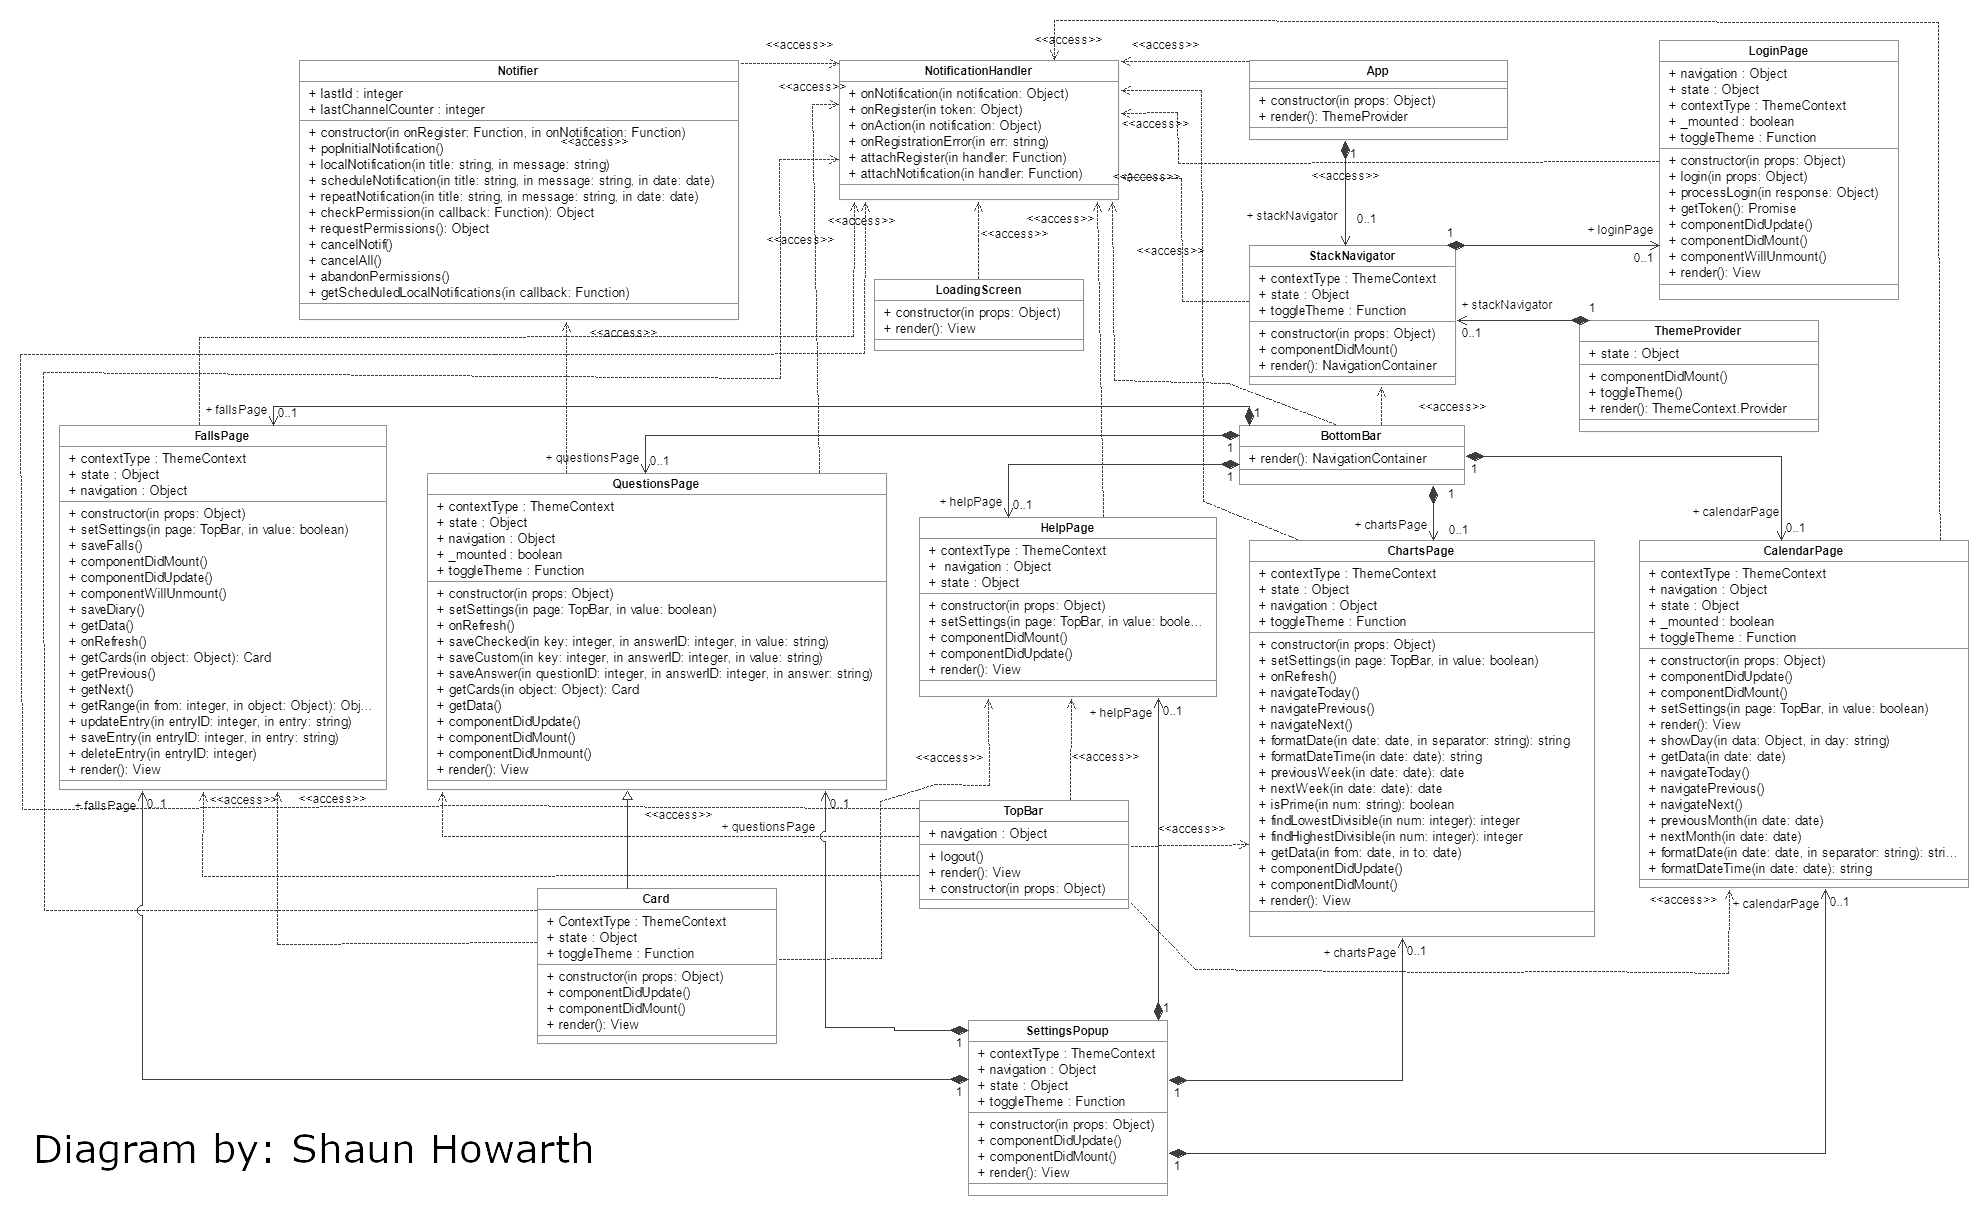 <<access>>
<<access>>
<<access>>
Notifier
+ lastId : integer
+ lastChannelCounter : integer
+ constructor(in onRegister: Function, in onNotification: Function)
+ popInitialNotification()
<<access>>
+ localNotification(in title: string, in message: string)
+ scheduleNotification(in title: string, in message: string, in date: date)
+ repeatNotification(in title: string, in message: string, in date: date)
+ checkPermission(in callback: Function): Object
+ requestPermissions(): Object
+ cancelNotif()
+ cancelAll()
+ abandonPermissions()
+ getScheduledLocalNotifications(in callback: Function)
<<access>>
NotificationHandler
+ onNotification(in notification: Object)
+ onRegister(in token: Object)
+ onAction(in notification: Object)
+ onRegistrationError(in err: string)
+ attachRegister(in handler: Function)
+ attachNotification(in handler: Function)
<<access>>
<<access>>
<<access>>
<<access>>
<<access>>
<<access>>
<<access>>
<<access>>
App
+ constructor(in props: Object)
+ render(): ThemeProvider
1
<<access>>
+ stackNavigator
0..1
LoginPage
+ navigation : Object
+ state : Object
+ contextType : ThemeContext
+ _mounted : boolean
+ toggleTheme : Function
+ constructor(in props: Object)
+ login(in props: Object)
+ processLogin(in response: Object)
+ getToken(): Promise
+ componentDidUpdate()
+ componentDidMount()
+ componentWillUnmount()
+ render(): View
LoadingScreen
+ constructor(in props: Object)
+ render(): View
StackNavigator
+ contextType : ThemeContext
+ state : Object
+ toggleTheme : Function
+ constructor(in props: Object)
+ componentDidMount()
+ render(): NavigationContainer
1
+ loginPage
0..1
+ stackNavigator
1
0..1
ThemeProvider
+ state : Object
+ componentDidMount()
+ toggleTheme()
+ render(): ThemeContext.Provider
<<access>>
<<access>>
+ fallsPage
0..1
1
BottomBar
+ render(): NavigationContainer
1
1
1
1
+ questionsPage
0..1
+ helpPage
0..1
+ chartsPage
0..1
+ calendarPage
0..1
FallsPage
+ contextType : ThemeContext
+ state : Object
+ navigation : Object
+ constructor(in props: Object)
+ setSettings(in page: TopBar, in value: boolean)
+ saveFalls()
+ componentDidMount()
+ componentDidUpdate()
+ componentWillUnmount()
+ saveDiary()
+ getData()
+ onRefresh()
+ getCards(in object: Object): Card
+ getPrevious()
+ getNext()
+ getRange(in from: integer, in object: Object): Obj...
+ updateEntry(in entryID: integer, in entry: string)
+ saveEntry(in entryID: integer, in entry: string)
+ deleteEntry(in entryID: integer)
+ render(): View
QuestionsPage
+ contextType : ThemeContext
+ state : Object
+ navigation : Object
+ _mounted : boolean
+ toggleTheme : Function
+ constructor(in props: Object)
+ setSettings(in page: TopBar, in value: boolean)
+ onRefresh()
+ saveChecked(in key: integer, in answerID: integer, in value: string)
+ saveCustom(in key: integer, in answerID: integer, in value: string)
+ saveAnswer(in questionID: integer, in answerID: integer, in answer: string)
+ getCards(in object: Object): Card
+ getData()
+ componentDidUpdate()
+ componentDidMount()
+ componentDidUnmount()
+ render(): View
HelpPage
+ contextType : ThemeContext
+ navigation : Object
+ state : Object
+ constructor(in props: Object)
+ setSettings(in page: TopBar, in value: boole...
+ componentDidMount()
+ componentDidUpdate()
+ render(): View
ChartsPage
+ contextType : ThemeContext
+ state : Object
+ navigation : Object
+ toggleTheme : Function
+ constructor(in props: Object)
+ setSettings(in page: TopBar, in value: boolean)
+ onRefresh()
+ navigateToday()
+ navigatePrevious()
+ navigateNext()
+ formatDate(in date: date, in separator: string): string
+ formatDateTime(in date: date): string
+ previousWeek(in date: date): date
+ nextWeek(in date: date): date
+ isPrime(in num: string): boolean
+ findLowestDivisible(in num: integer): integer
+ findHighestDivisible(in num: integer): integer
+ getData(in from: date, in to: date)
+ componentDidUpdate()
+ componentDidMount()
+ render(): View
CalendarPage
+ contextType : ThemeContext
+ navigation : Object
+ state : Object
+ _mounted : boolean
+ toggleTheme : Function
+ constructor(in props: Object)
+ componentDidUpdate()
+ componentDidMount()
+ setSettings(in page: TopBar, in value: boolean)
+ render(): View
+ showDay(in data: Object, in day: string)
+ getData(in date: date)
+ navigateToday()
+ navigatePrevious()
+ navigateNext()
+ previousMonth(in date: date)
+ nextMonth(in date: date)
+ formatDate(in date: date, in separator: string): stri...
+ formatDateTime(in date: date): string
+ helpPage
0..1
<<access>>
<<access>>
+ fallsPage
0..1
<<access>>
<<access>>
<<access>>
+ questionsPage
0..1
<<access>>
TopBar
+ navigation : Object
+ logout()
+ render(): View
+ constructor(in props: Object)
Card
+ ContextType : ThemeContext
+ state : Object
+ toggleTheme : Function
+ constructor(in props: Object)
+ componentDidUpdate()
+ componentDidMount()
+ render(): View
<<access>>
+ calendarPage
0..1
+ chartsPage
0..1
1
1
1
1
1
SettingsPopup
+ contextType : ThemeContext
+ navigation : Object
+ state : Object
+ toggleTheme : Function
+ constructor(in props: Object)
+ componentDidUpdate()
+ componentDidMount()
+ render(): View
Diagram by: Shaun Howarth